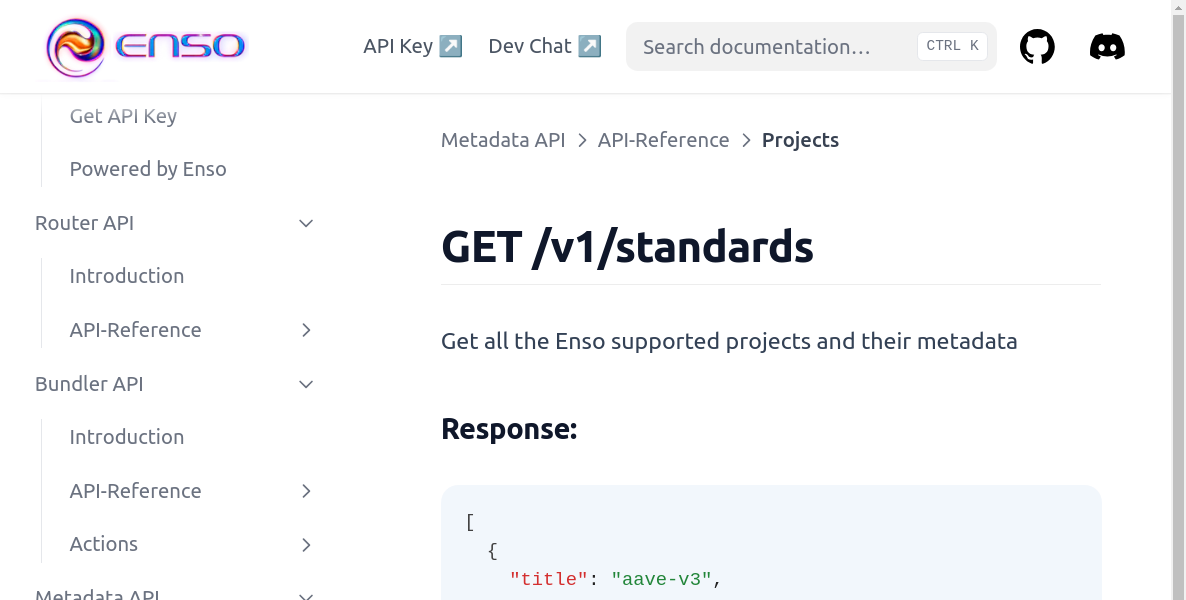 ENSO
API Key ↗
Dev Chat ↗
Search documentation…
CTRL K
Get API Key
Powered by Enso
Router API
Introduction
API-Reference
Bundler API
Introduction
API-Reference
Actions
Metadata API
Metadata API > API-Reference > Projects
GET /v1/standards
Get all the Enso supported projects and their metadata
Response:
[
{
"title": "aave-v3",